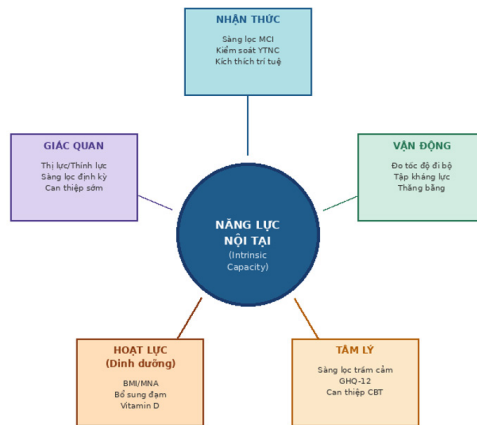 NHẬN THỨC
Sàng lọc MCI
Kiểm soát YTNC
Kích thích trí tuệ
GIÁC QUAN
Thị lực/Thính lực
Sàng lọc định kỳ
Can thiệp sớm
VẬN ĐỘNG
Đo tốc độ đi bộ
Tập kháng lực
Thăng bằng
NĂNG LỰC
NỘI TẠI
(Intrinsic
Capacity)
HOẠT LỰC
(Dinh dưỡng)
BMI/MNA
Bổ sung đạm
Vitamin D
TÂM LÝ
Sàng lọc trầm cảm
GHQ-12
Can thiệp CBT